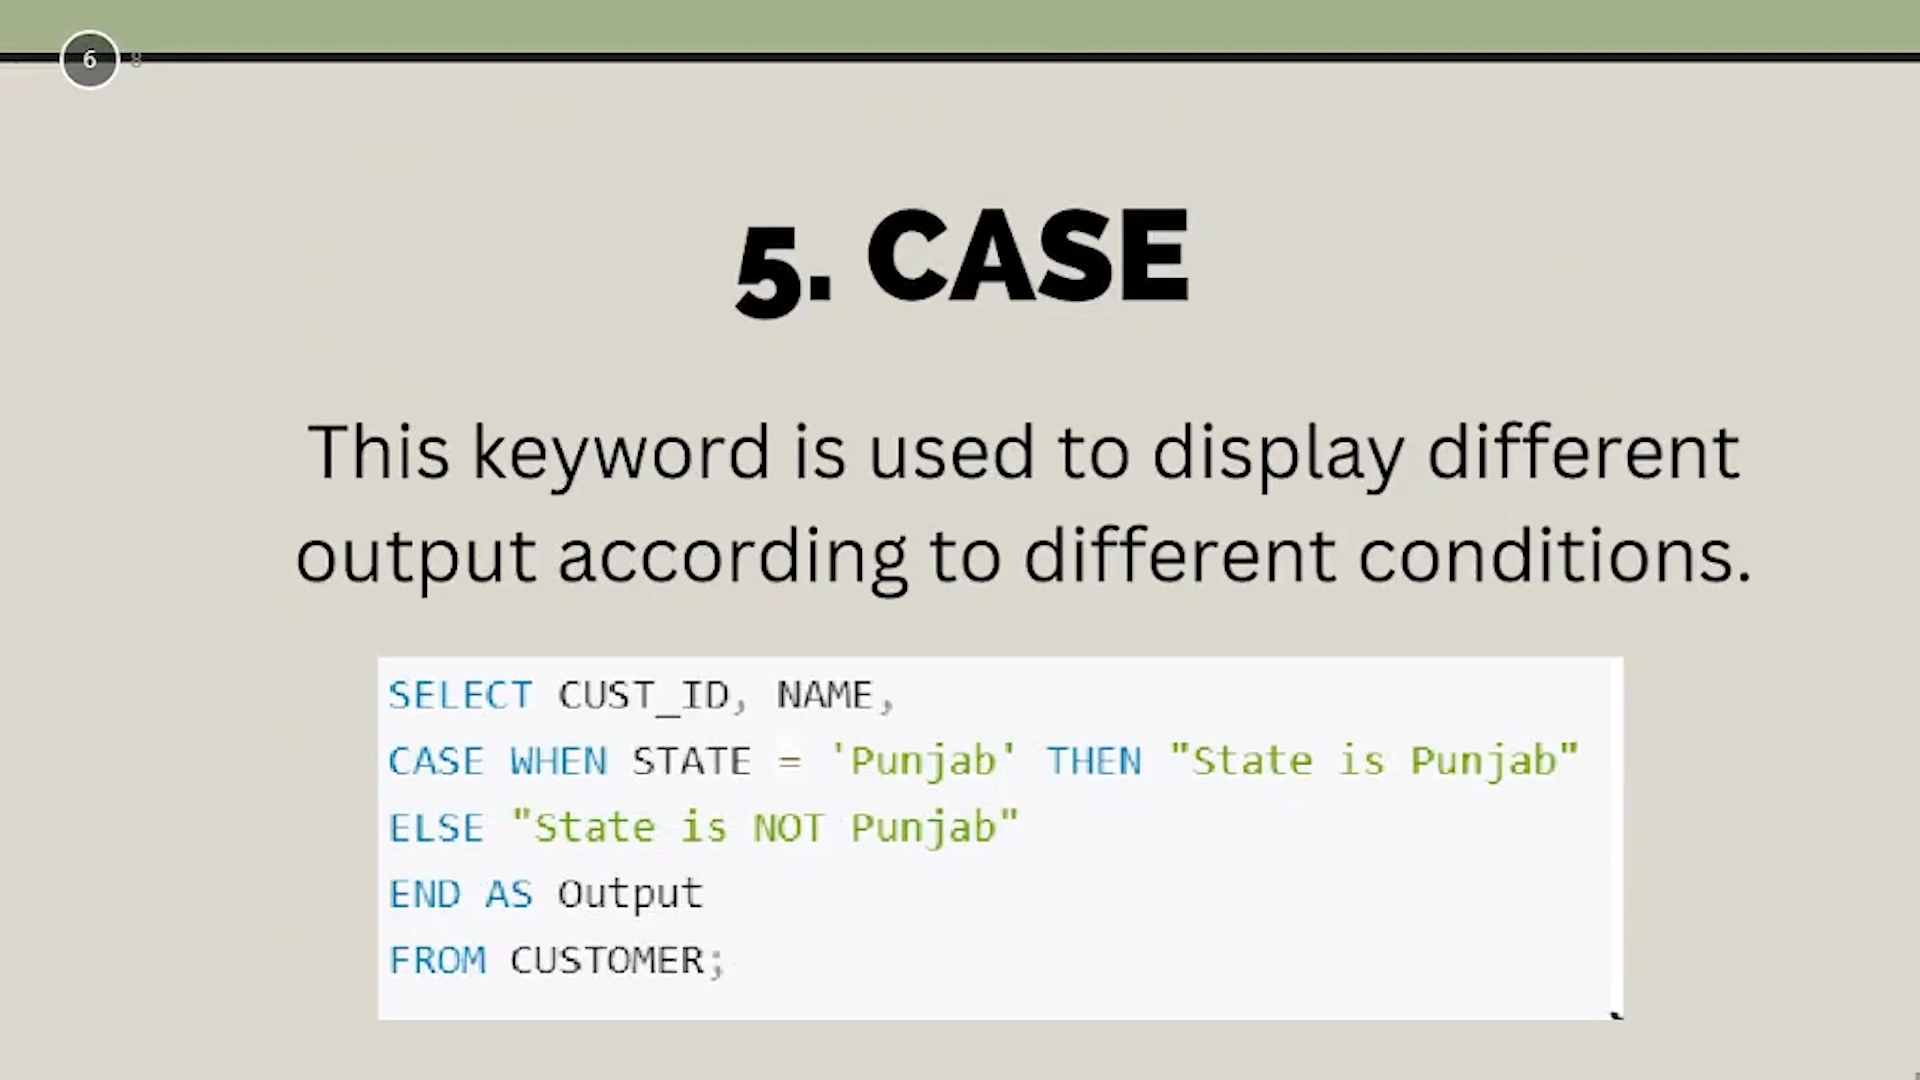 6 8
5. CASE
This keyword is used to display different
output according to different conditions.
SELECT CUST_ID, NAME,
CASE WHEN STATE = 'Punjab' THEN "State is Punjab"
ELSE "State is NOT Punjab"
END AS Output
FROM CUSTOMER;